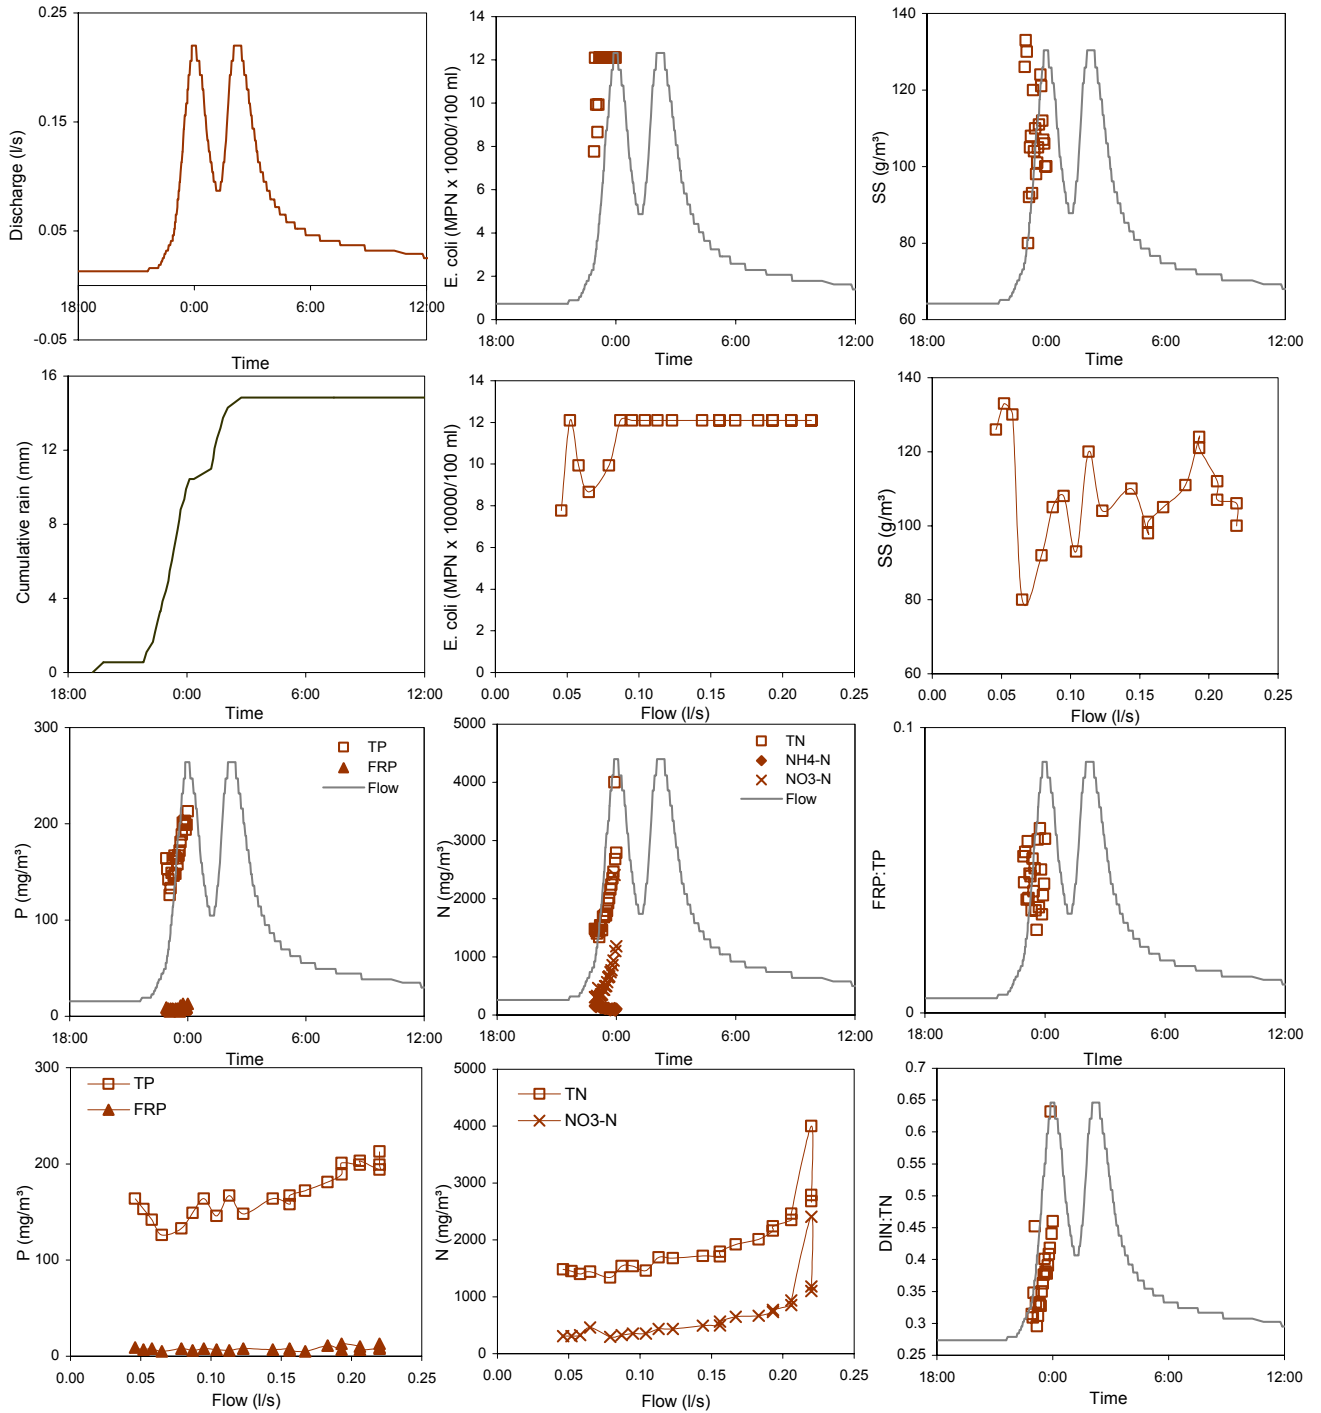 0.25
0.15
0.05
-0.05
Discharge (l/s)
18:00 0:00 6:00 12:00
Time
14
12
10
8
6
4
2
0
E. coli (MPN x 10000/100 ml)
18:00 0:00 6:00 12:00
Time
140
120
100
80
60
SS (g/m³)
18:00 0:00 6:00 12:00
Time
16
12
8
4
0
Cumulative rain (mm)
18:00 0:00 6:00 12:00
Time
14
12
10
8
6
4
2
0
E. coli (MPN x 10000/100 ml)
0.00 0.05 0.10 0.15 0.20 0.25
Flow (l/s)
140
120
100
80
60
SS (g/m³)
0.00 0.05 0.10 0.15 0.20 0.25
Flow (l/s)
300
200
100
0
P (mg/m³)
TP
FRP
Flow
18:00 0:00 6:00 12:00
Time
5000
4000
3000
2000
1000
0
N (mg/m³)
TN
NH4-N
NO3-N
Flow
18:00 0:00 6:00 12:00
Time
0.1
0
FRP:TP
18:00 0:00 6:00 12:00
TIme
300
200
100
0
P (mg/m³)
TP
FRP
0.00 0.05 0.10 0.15 0.20 0.25
Flow (l/s)
5000
4000
3000
2000
1000
0
N (mg/m³)
TN
NO3-N
0.00 0.05 0.10 0.15 0.20 0.25
Flow (l/s)
0.7
0.65
0.6
0.55
0.5
0.45
0.4
0.35
0.3
0.25
DIN:TN
18:00 0:00 6:00 12:00
Time